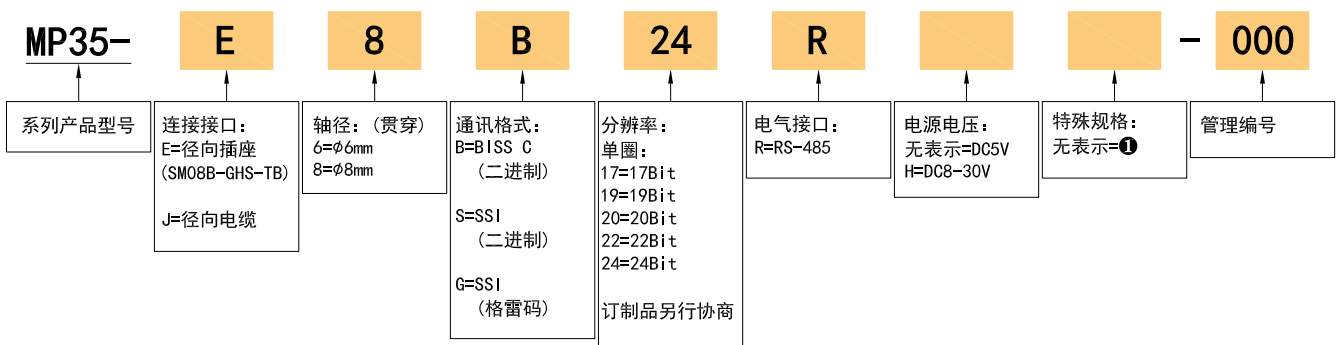 MP35- E 8 B 24 R - 000
系列产品型号
连接接口：
E=径向插座
(SM08B-GHS-TB)
J=径向电缆
轴径：(贯穿)
6=Φ6mm
8=Φ8mm
通讯格式：
B=BISS C
(二进制)
S=SSI
(二进制)
G=SSI
(格雷码)
分辨率：
单圈：
17=17Bit
19=19Bit
20=20Bit
22=22Bit
24=24Bit
订制品另行协商
电气接口：
R=RS-485
电源电压：
无表示=DC5V
H=DC8-30V
特殊规格：
无表示=❶
管理编号